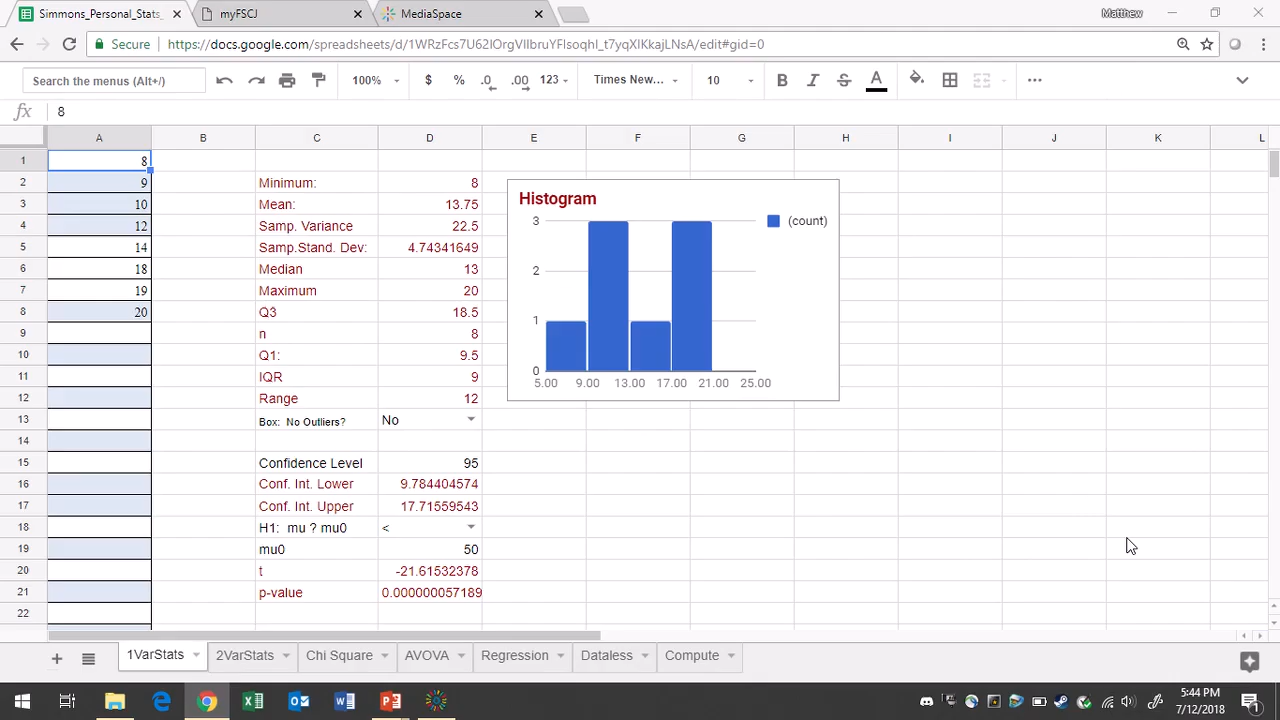 Simmons_Personal_Stats_
myFSCJ
MediaSpace
Matthew
Secure
https://docs.google.com/spreadsheets/d/
/edit#gid=0
Search the menus (Alt+/)
100%
$ % .0 .00 123
Times New...
10
B I S A
fx 8
A B C D E F G H I J K L
1 8
2 9 Minimum: 8
3 10 Mean: 13.75
4 12 Samp. Variance 22.5
5 14 Samp.Stand. Dev: 4.74341649
6 18 Median 13
7 19 Maximum 20
8 20 Q3 18.5
9 n 8
10 Q1: 9.5
11 IQR 9
12 Range 12
13 Box: No Outliers? No
14
15 Confidence Level 95
16 Conf. Int. Lower 9.784404574
17 Conf. Int. Upper 17.71559543
18 H1: mu ? mu0 <
19 mu0 50
20 t -21.61532378
21 p-value 0.000000057189
22
Histogram
3
2
1
0
5.00 9.00 13.00 17.00 21.00 25.00
(count)
1VarStats 2VarStats Chi Square AVOVA Regression Dataless Compute
5:44 PM
7/12/2018
1